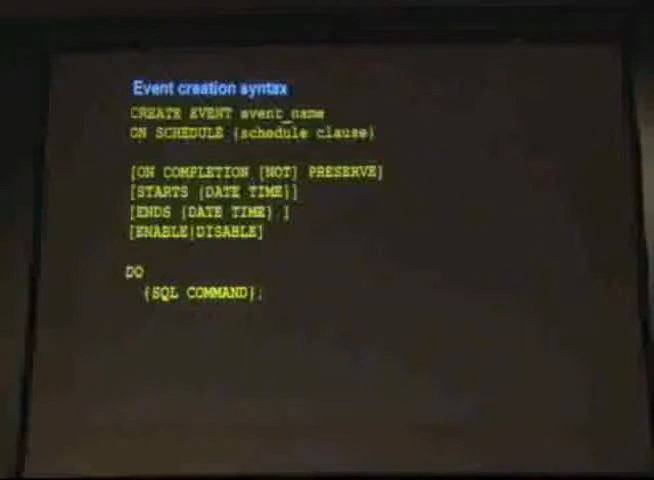 Event creation syntax
CREATE EVENT event_name
ON SCHEDULE {schedule clause}
[ON COMPLETION [NOT] PRESERVE]
[STARTS {DATE TIME}]
[ENDS {DATE TIME} ]
[ENABLE|DISABLE]
DO
{SQL COMMAND};